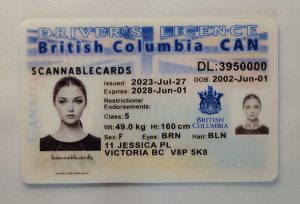 DRIVER'S LICENCE
British Columbia CAN
SCANNABLECARDS
DL:3950000
Issued: 2023-Jul-27
DOB: 2002-Jun-01
Expires: 2028-Jun-01
Restrictions/
Endorsements:
Class: 5
Wt:49.0 kg Ht:160 cm
Sex:F Eyes:BRN Hair:BLN
11 JESSICA PL
VICTORIA BC V8P 5K8
BRITISH
COLUMBIA
Scannablecards